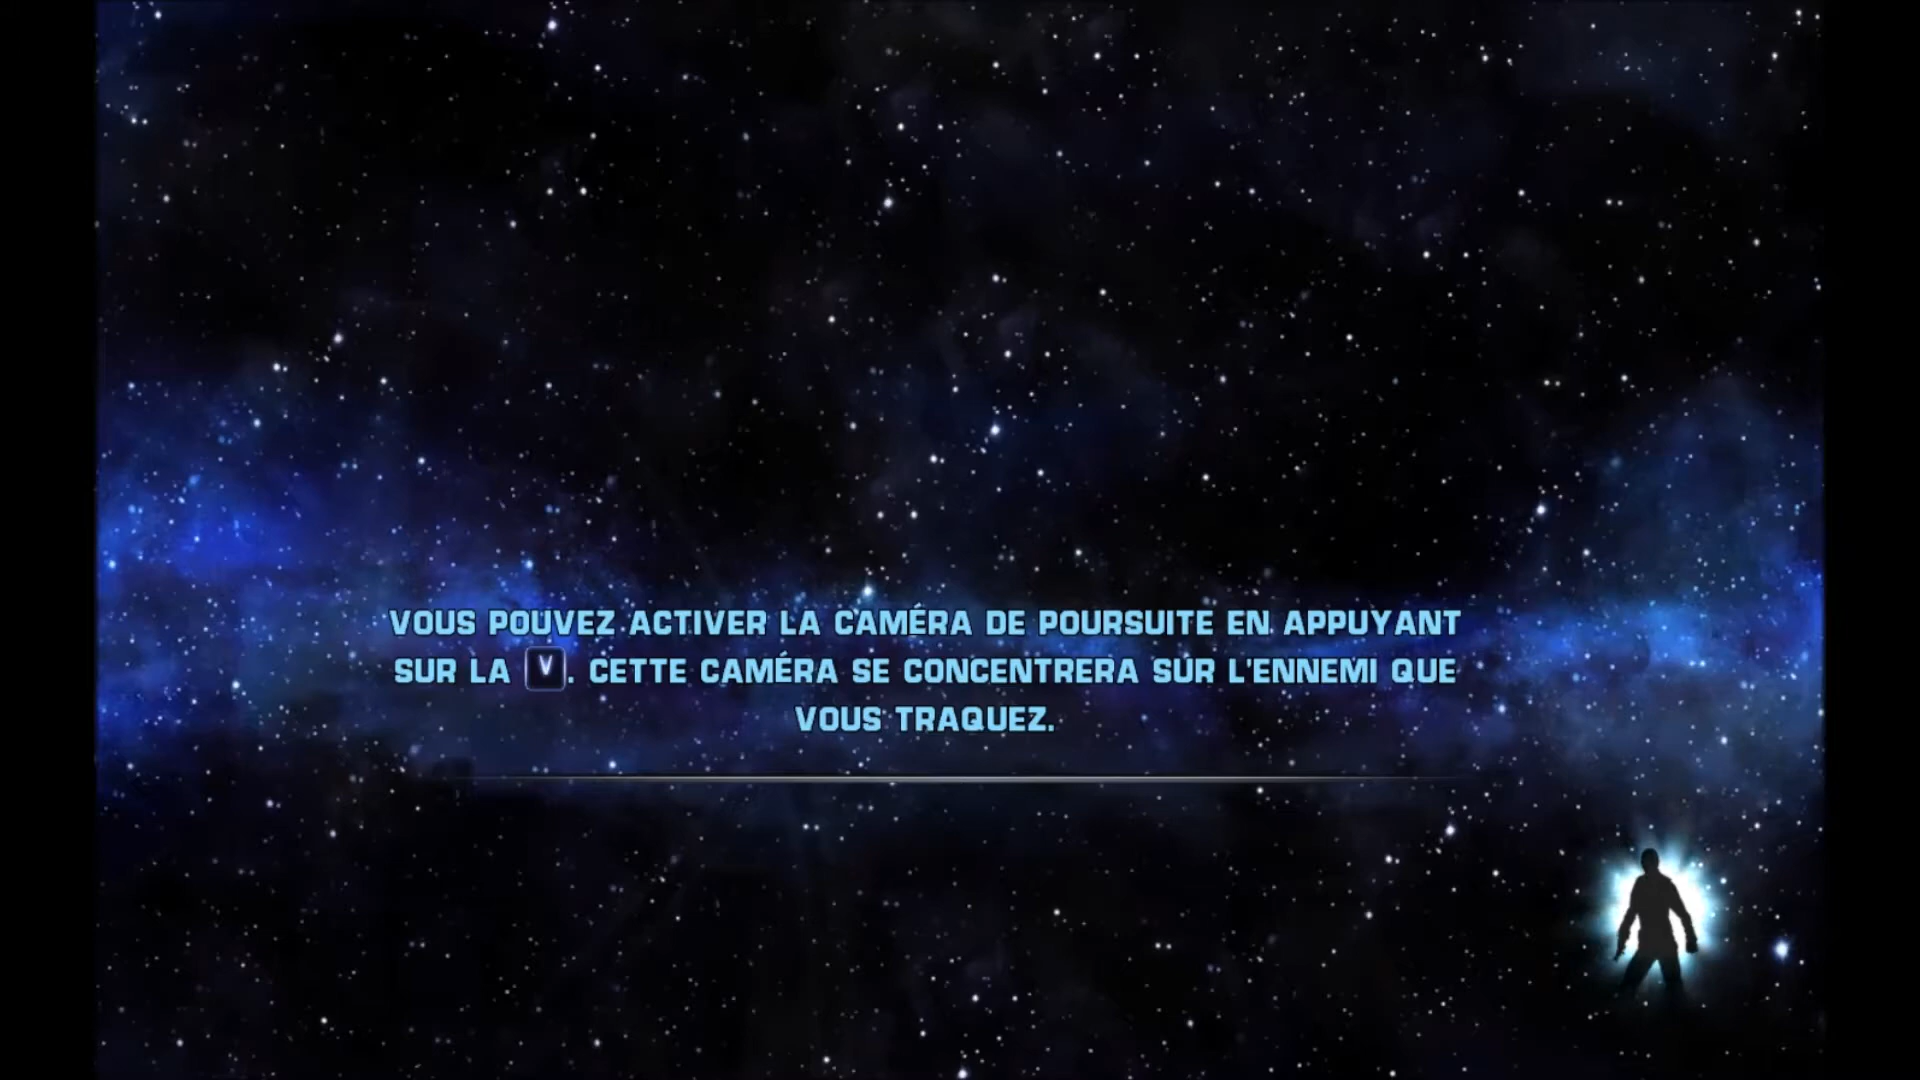 VOUS POUVEZ ACTIVER LA CAMÉRA DE POURSUITE EN APPUYANT
SUR LA V. CETTE CAMÉRA SE CONCENTRERA SUR L'ENNEMI QUE
VOUS TRAQUEZ.